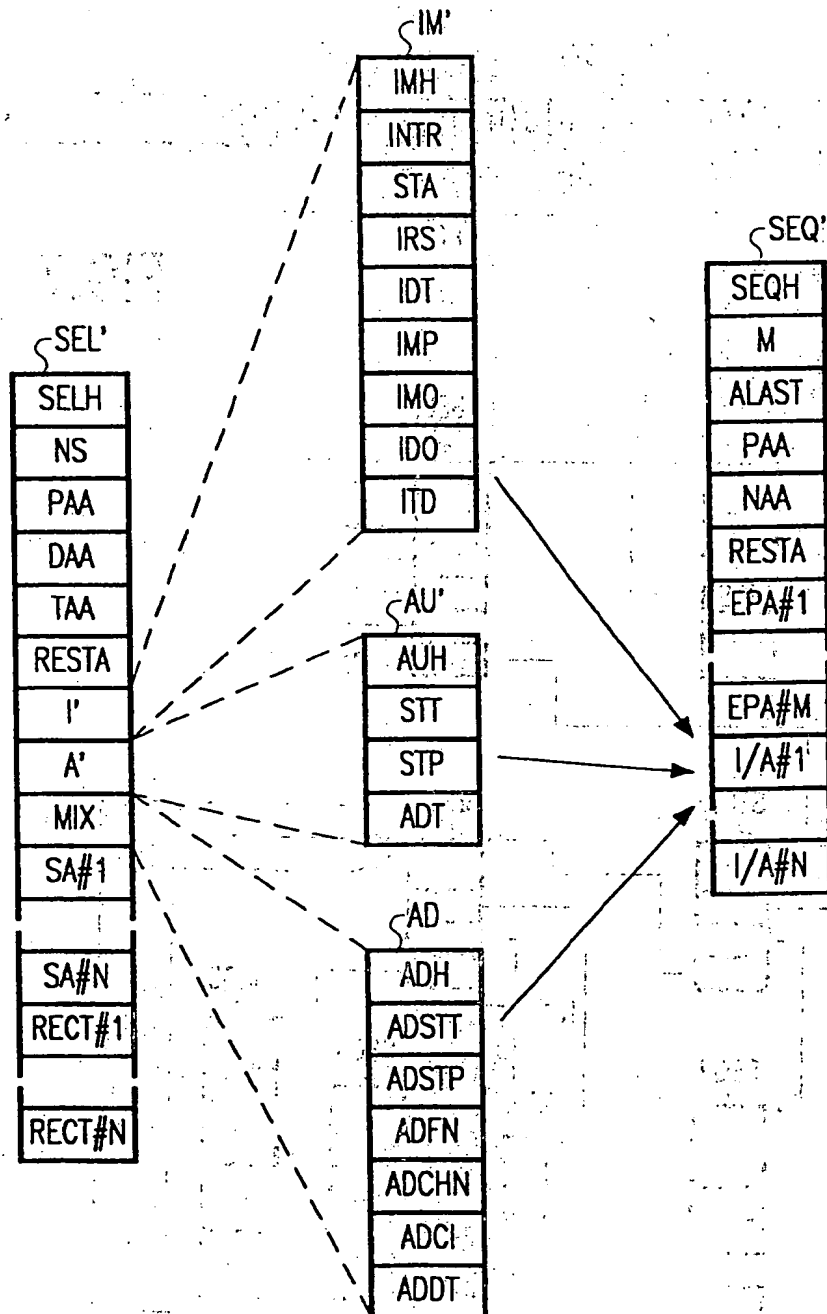 SEL'
SELH
NS
PAA
DAA
TAA
RESTA
I'
A'
MIX
SA#1
SA#N
RECT#1
RECT#N
IM'
IMH
INTR
STA
IRS
IDT
IMP
IMO
IDO
ITD
AU'
AUH
STT
STP
ADT
AD
ADH
ADSTT
ADSTP
ADFN
ADCHN
ADCI
ADDT
SEQ'
SEQH
M
ALAST
PAA
NAA
RESTA
EPA#1
EPA#M
I/A#1
I/A#N